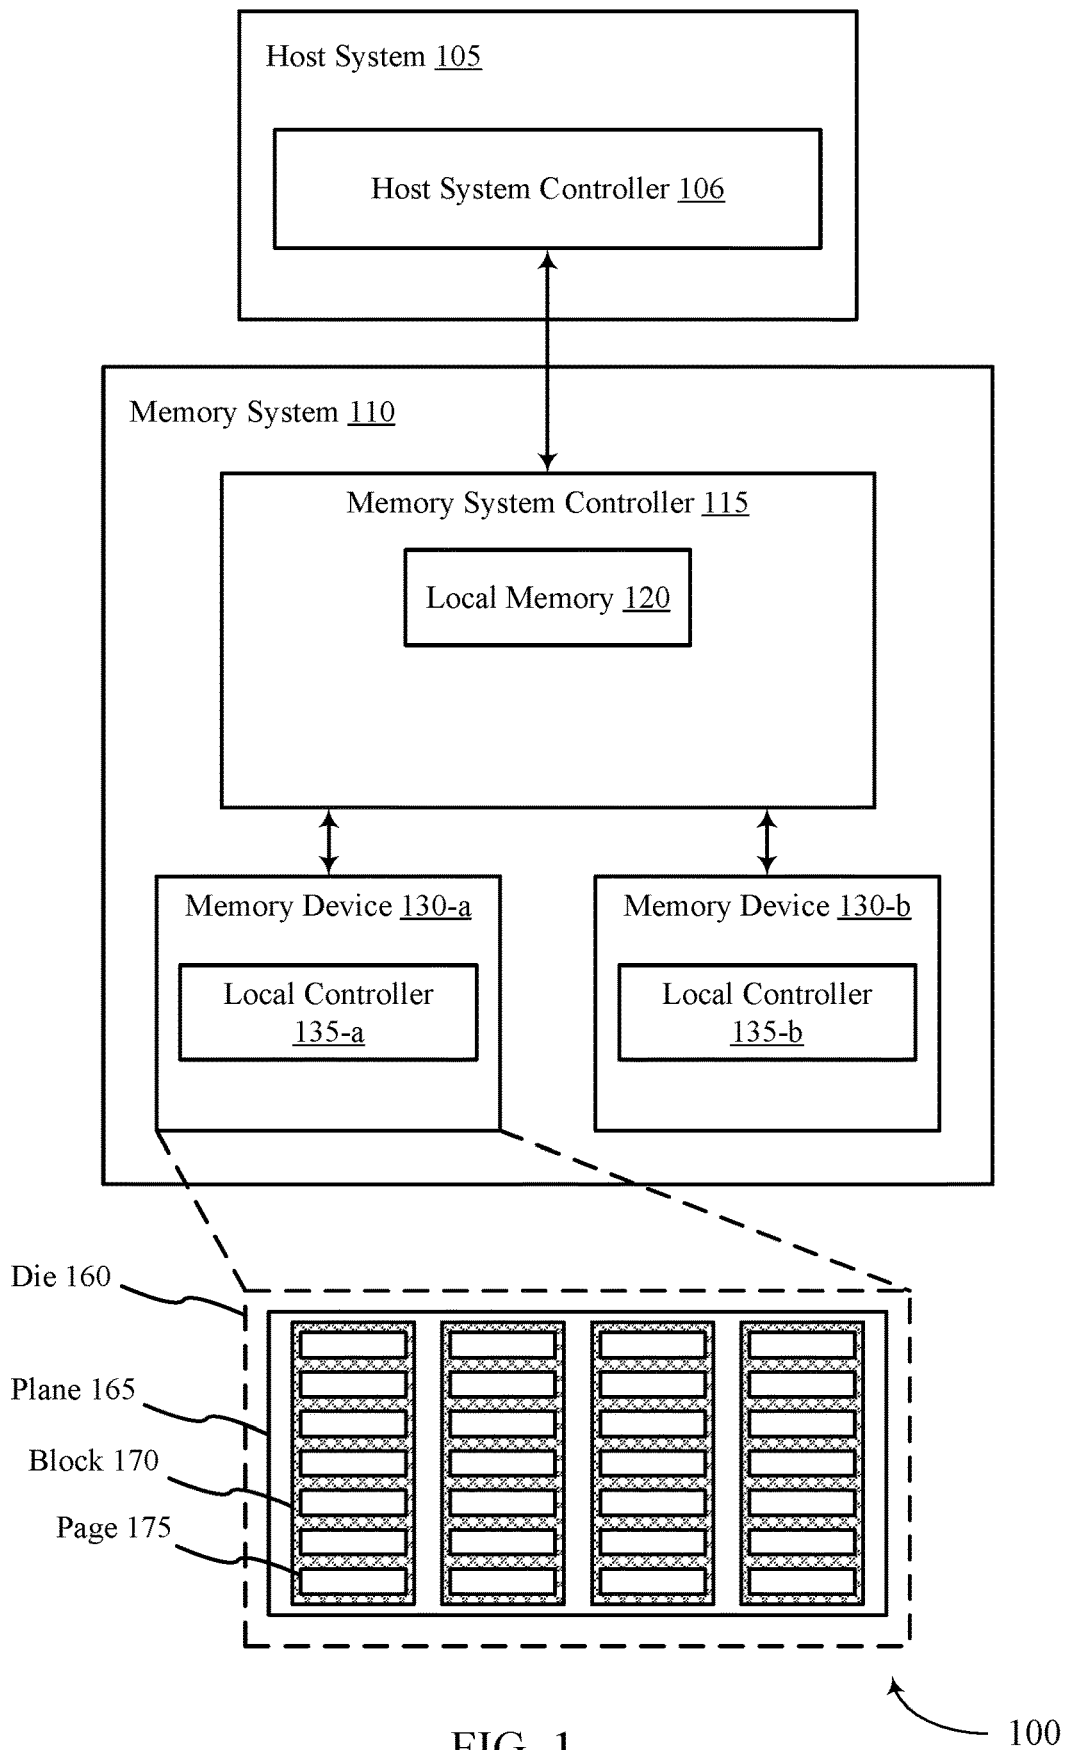 Host System 105
Host System Controller 106
Memory System 110
Memory System Controller 115
Local Memory 120
Memory Device 130-a
Local Controller
135-a
Memory Device 130-b
Local Controller
135-b
Die 160
Plane 165
Block 170
Page 175
100
FIG. 1